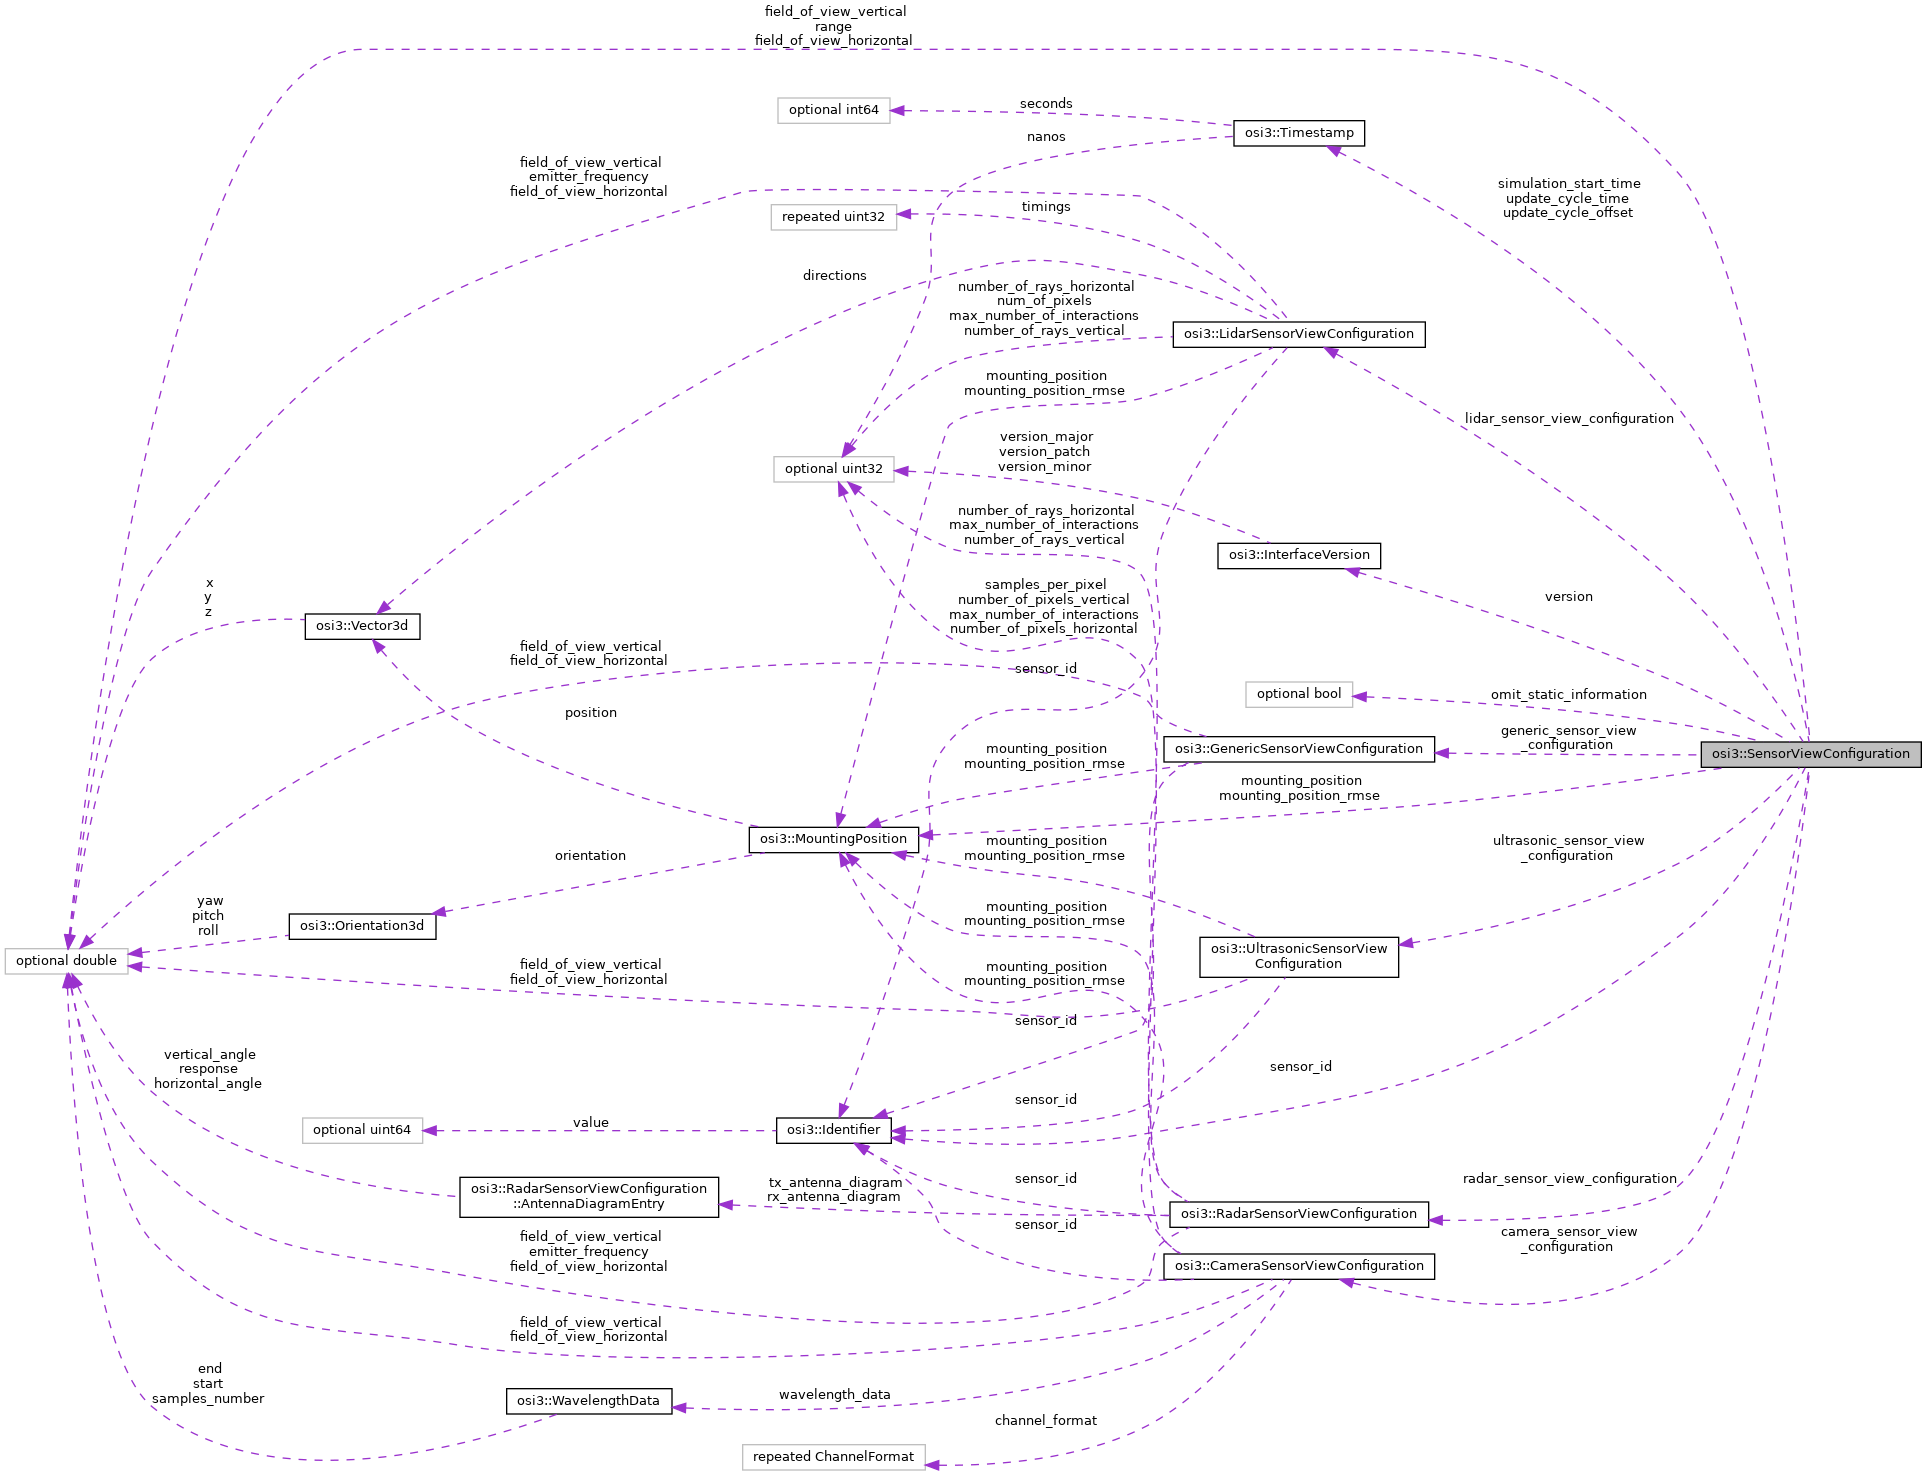 field_of_view_vertical
range
field_of_view_horizontal
optional int64
seconds
osi3::Timestamp
nanos
field_of_view_vertical
emitter_frequency
field_of_view_horizontal
simulation_start_time
update_cycle_time
update_cycle_offset
repeated uint32
timings
directions
number_of_rays_horizontal
num_of_pixels
max_number_of_interactions
number_of_rays_vertical
osi3::LidarSensorViewConfiguration
mounting_position
mounting_position_rmse
lidar_sensor_view_configuration
version_major
version_patch
version_minor
optional uint32
number_of_rays_horizontal
max_number_of_interactions
number_of_rays_vertical
osi3::InterfaceVersion
x
y
z
samples_per_pixel
number_of_pixels_vertical
max_number_of_interactions
number_of_pixels_horizontal
version
osi3::Vector3d
field_of_view_vertical
field_of_view_horizontal
sensor_id
optional bool
omit_static_information
position
generic_sensor_view
_configuration
osi3::GenericSensorViewConfiguration
osi3::SensorViewConfiguration
mounting_position
mounting_position_rmse
mounting_position
mounting_position_rmse
osi3::MountingPosition
mounting_position
mounting_position_rmse
ultrasonic_sensor_view
_configuration
orientation
yaw
pitch
roll
osi3::Orientation3d
mounting_position
mounting_position_rmse
osi3::UltrasonicSensorView
Configuration
optional double
field_of_view_vertical
field_of_view_horizontal
mounting_position
mounting_position_rmse
sensor_id
vertical_angle
response
horizontal_angle
sensor_id
sensor_id
optional uint64
value
osi3::Identifier
osi3::RadarSensorViewConfiguration
::AntennaDiagramEntry
tx_antenna_diagram
rx_antenna_diagram
sensor_id
radar_sensor_view_configuration
osi3::RadarSensorViewConfiguration
sensor_id
field_of_view_vertical
emitter_frequency
field_of_view_horizontal
camera_sensor_view
_configuration
osi3::CameraSensorViewConfiguration
field_of_view_vertical
field_of_view_horizontal
end
start
samples_number
osi3::WavelengthData
wavelength_data
channel_format
repeated ChannelFormat